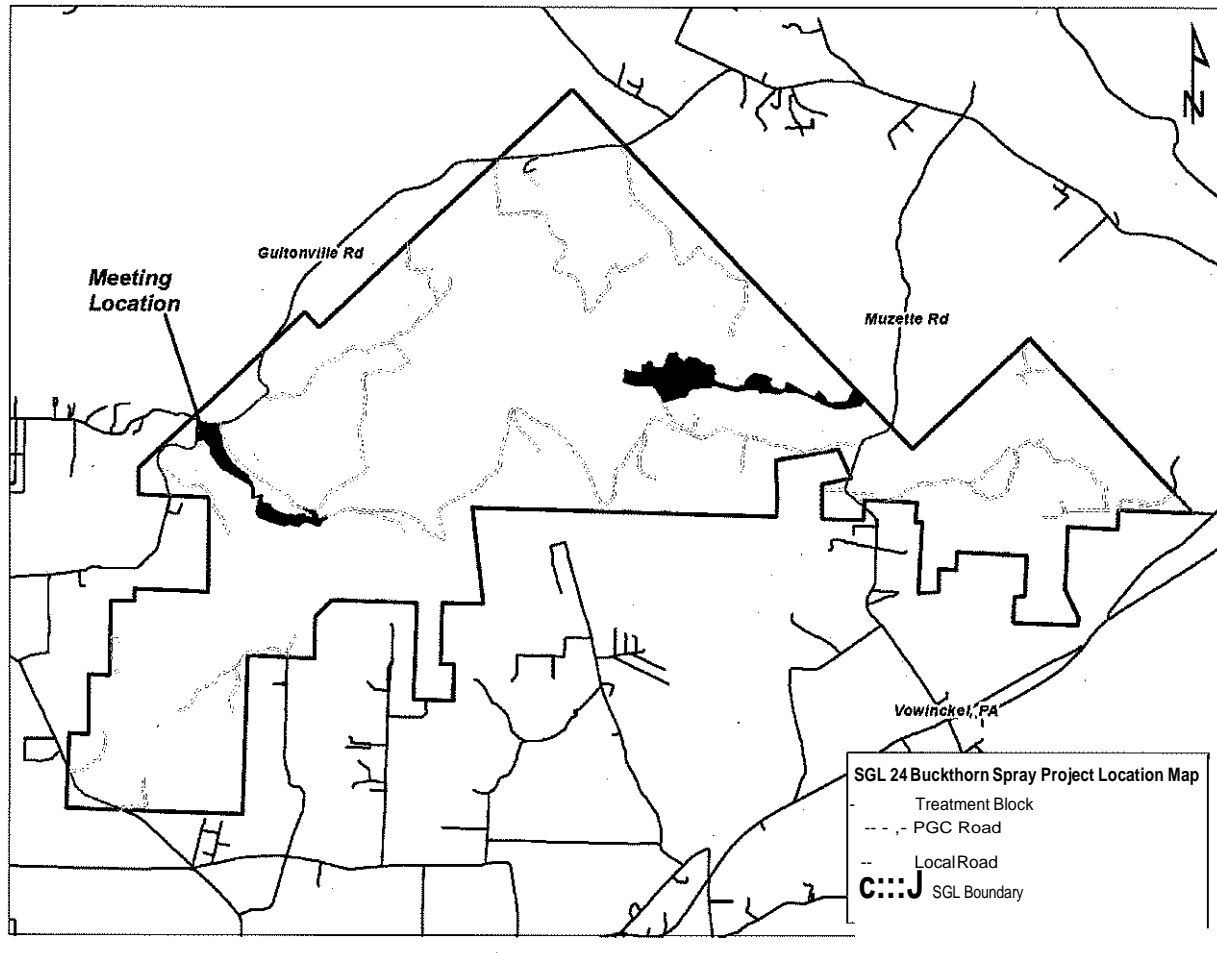 N
Guitonville Rd
Meeting
Location
Muzette Rd
Vowinckel, PA
SGL 24 Buckthorn Spray Project Location Map
Treatment Block
PGC Road
Local Road
SGL Boundary